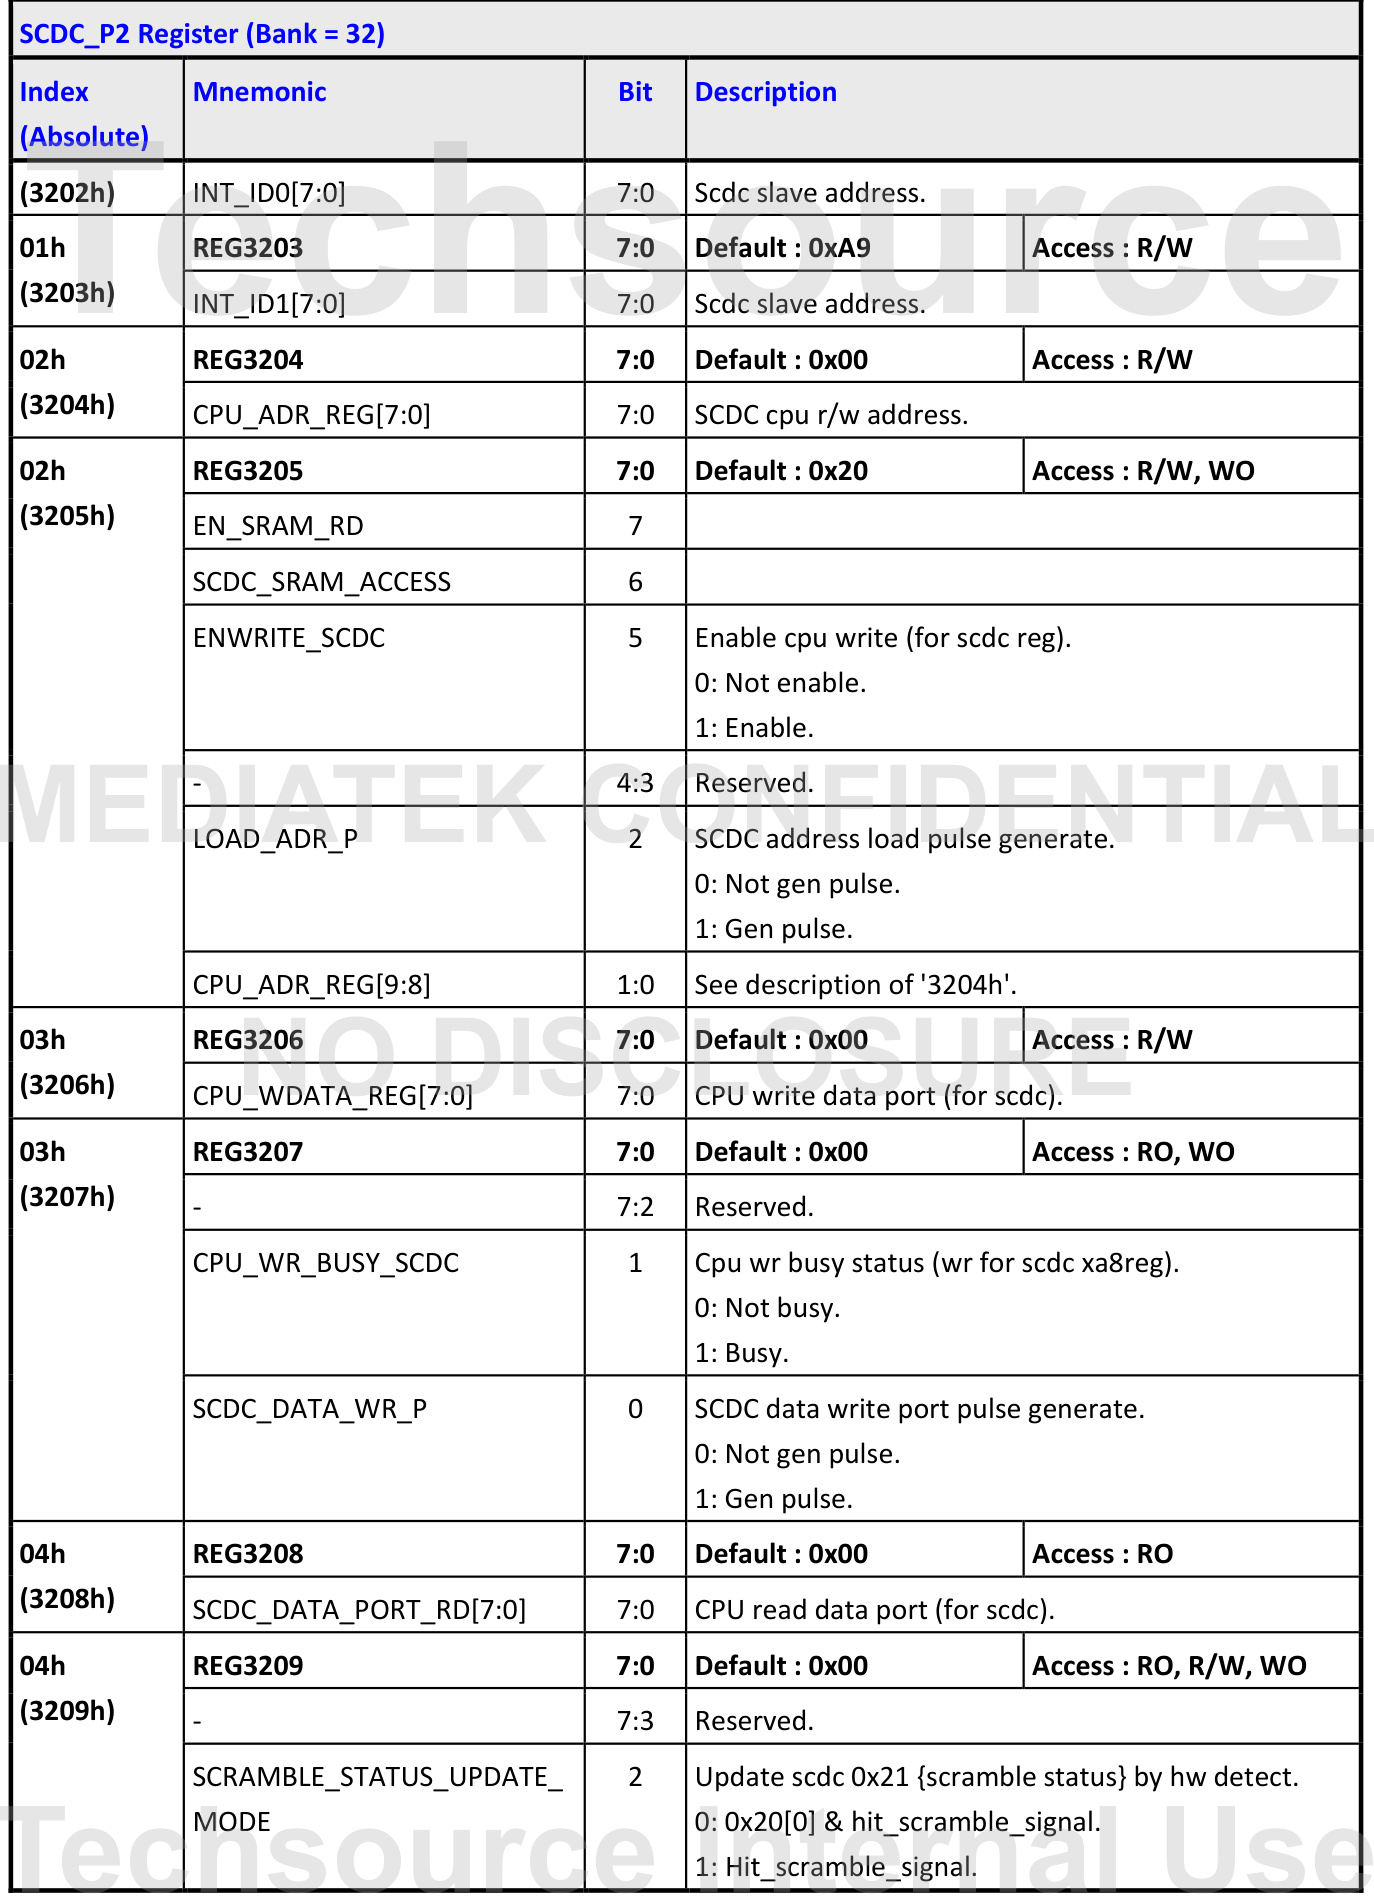 SCDC_P2 Register (Bank = 32)
Index (Absolute) Mnemonic Bit Description
(3202h) INT_ID0[7:0] 7:0 Scdc slave address.
01h (3203h) REG3203 7:0 Default : 0xA9 Access : R/W
INT_ID1[7:0] 7:0 Scdc slave address.
02h (3204h) REG3204 7:0 Default : 0x00 Access : R/W
CPU_ADR_REG[7:0] 7:0 SCDC cpu r/w address.
02h (3205h) REG3205 7:0 Default : 0x20 Access : R/W, WO
EN_SRAM_RD 7
SCDC_SRAM_ACCESS 6
ENWRITE_SCDC 5 Enable cpu write (for scdc reg).
0: Not enable.
1: Enable.
- 4:3 Reserved.
LOAD_ADR_P 2 SCDC address load pulse generate.
0: Not gen pulse.
1: Gen pulse.
CPU_ADR_REG[9:8] 1:0 See description of '3204h'.
03h (3206h) REG3206 7:0 Default : 0x00 Access : R/W
CPU_WDATA_REG[7:0] 7:0 CPU write data port (for scdc).
03h (3207h) REG3207 7:0 Default : 0x00 Access : RO, WO
- 7:2 Reserved.
CPU_WR_BUSY_SCDC 1 Cpu wr busy status (wr for scdc xa8reg).
0: Not busy.
1: Busy.
SCDC_DATA_WR_P 0 SCDC data write port pulse generate.
0: Not gen pulse.
1: Gen pulse.
04h (3208h) REG3208 7:0 Default : 0x00 Access : RO
SCDC_DATA_PORT_RD[7:0] 7:0 CPU read data port (for scdc).
04h (3209h) REG3209 7:0 Default : 0x00 Access : RO, R/W, WO
- 7:3 Reserved.
SCRAMBLE_STATUS_UPDATE_ 2 Update scdc 0x21 {scramble status} by hw detect.
MODE 0: 0x20[0] & hit_scramble_signal.
1: Hit_scramble_signal.
Techsource
MEDIATEK CONFIDENTIAL
NO DISCLOSURE
Techsource Internal Use